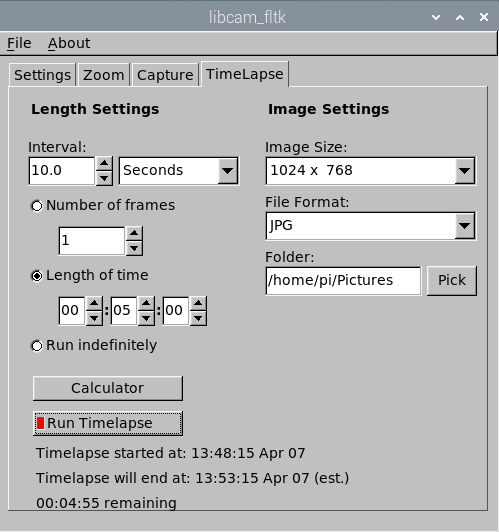 libcam_fltk
File About
Settings Zoom Capture TimeLapse
Length Settings
Interval:
10.0 Seconds
Number of frames
1
Length of time
00:05:00
Run indefinitely
Calculator
Run Timelapse
Timelapse started at: 13:48:15 Apr 07
Timelapse will end at: 13:53:15 Apr 07 (est.)
00:04:55 remaining
Image Settings
Image Size:
1024 x 768
File Format:
JPG
Folder:
/home/pi/Pictures Pick